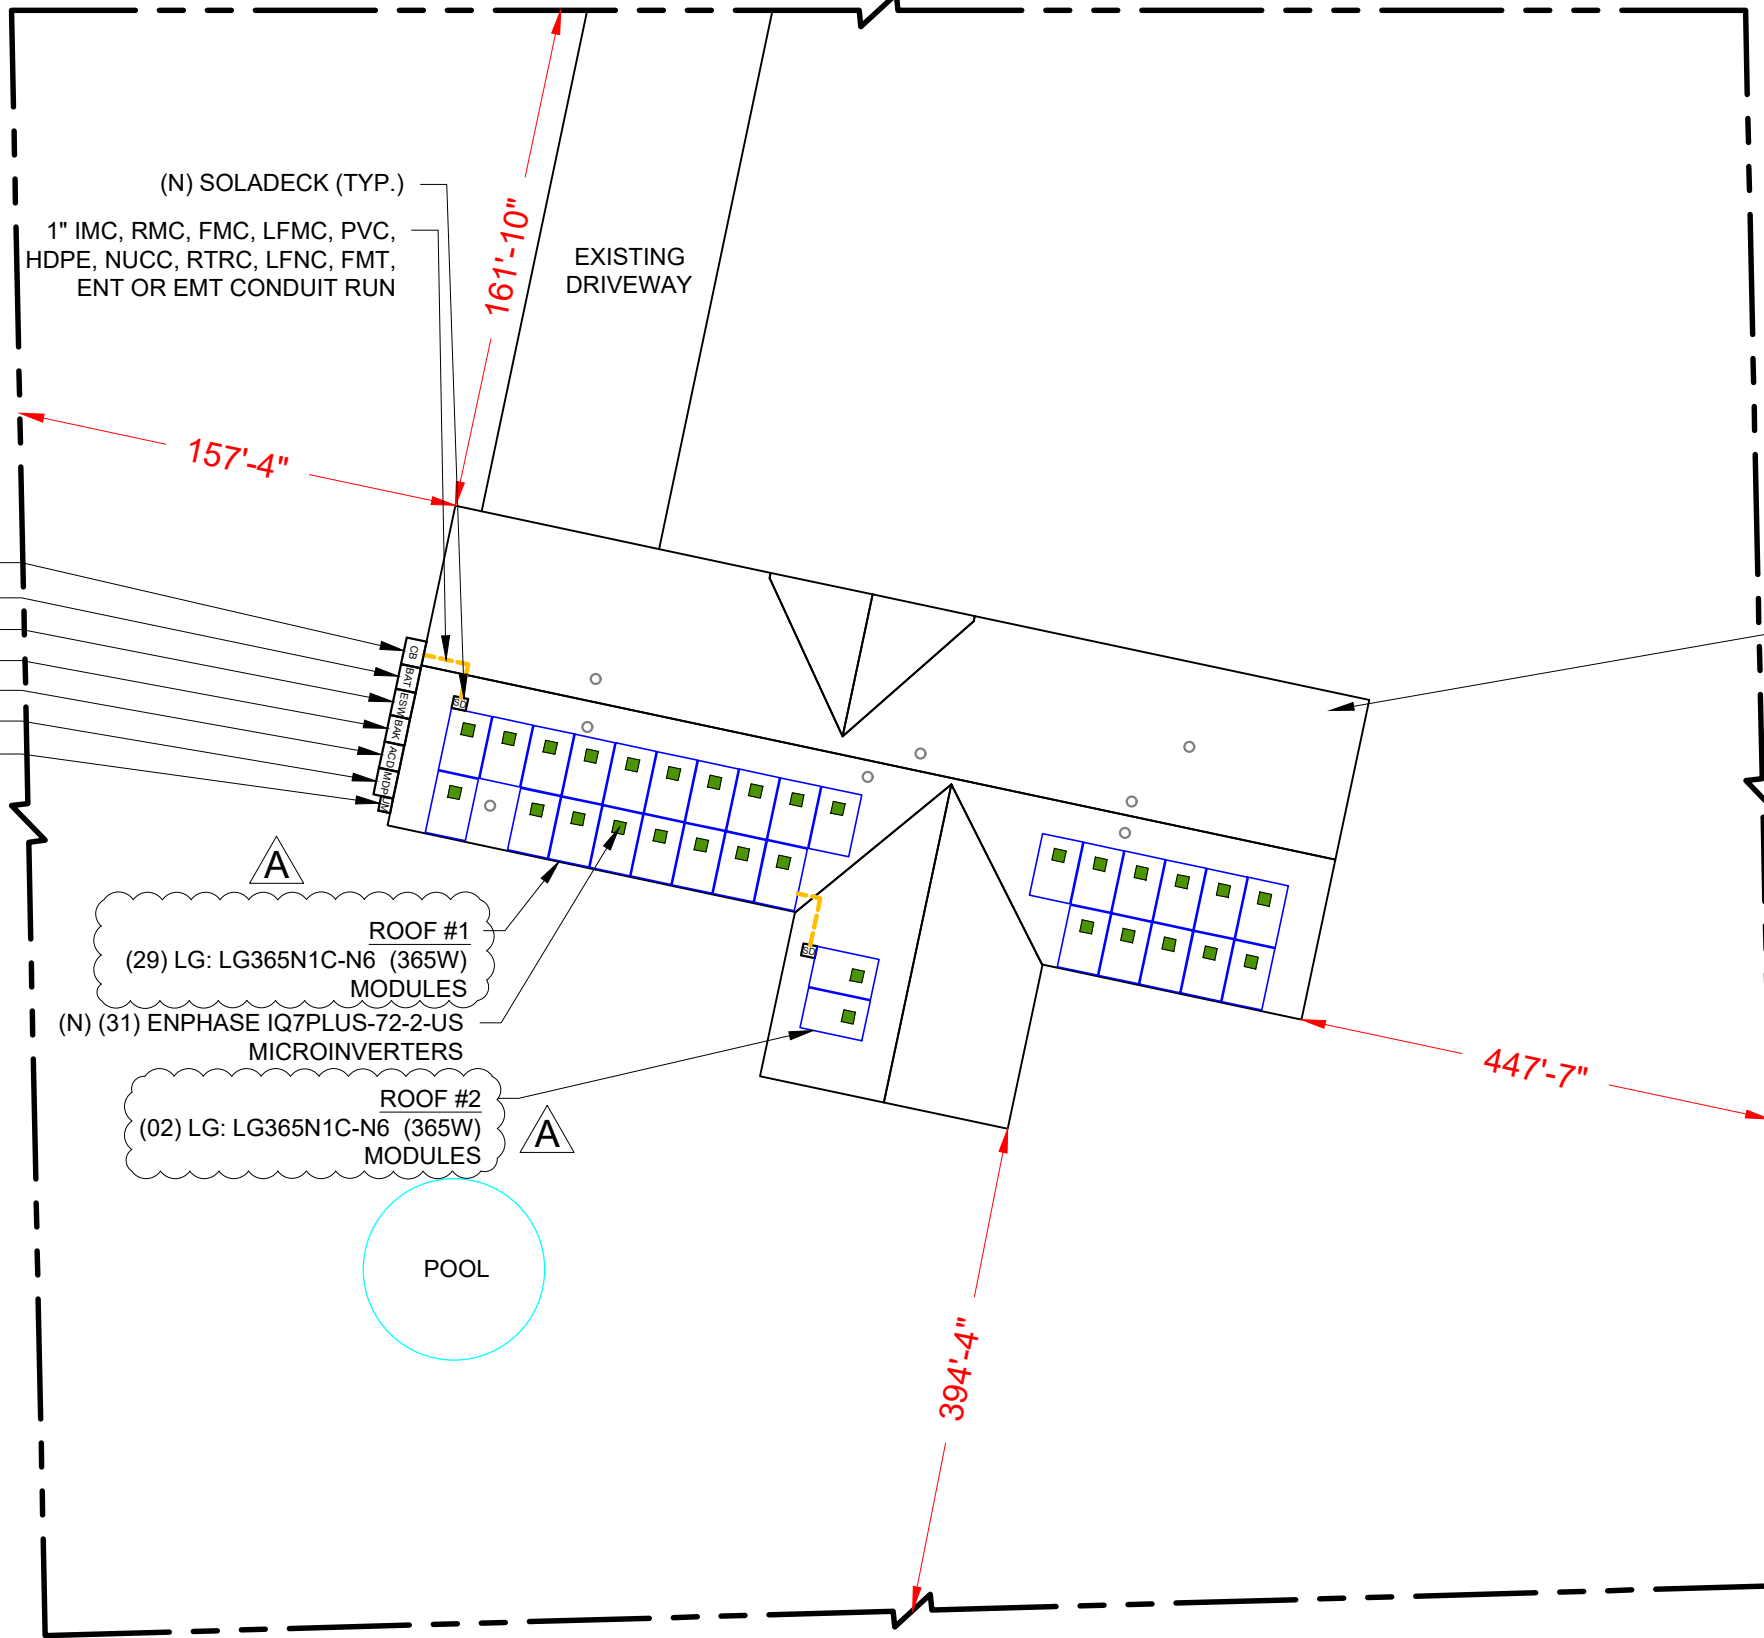 (N) SOLADECK (TYP.)
1" IMC, RMC, FMC, LFMC, PVC,
HDPE, NUCC, RTRC, LFNC, FMT,
ENT OR EMT CONDUIT RUN
161'-10"
EXISTING
DRIVEWAY
157'-4"
CB
BAT
ESW
BAK
ACD
MDP
UM
SD
A
ROOF #1
(29) LG: LG365N1C-N6 (365W)
MODULES
(N) (31) ENPHASE IQ7PLUS-72-2-US
MICROINVERTERS
SD
ROOF #2
(02) LG: LG365N1C-N6 (365W)
MODULES
A
447'-7"
POOL
394'-4"